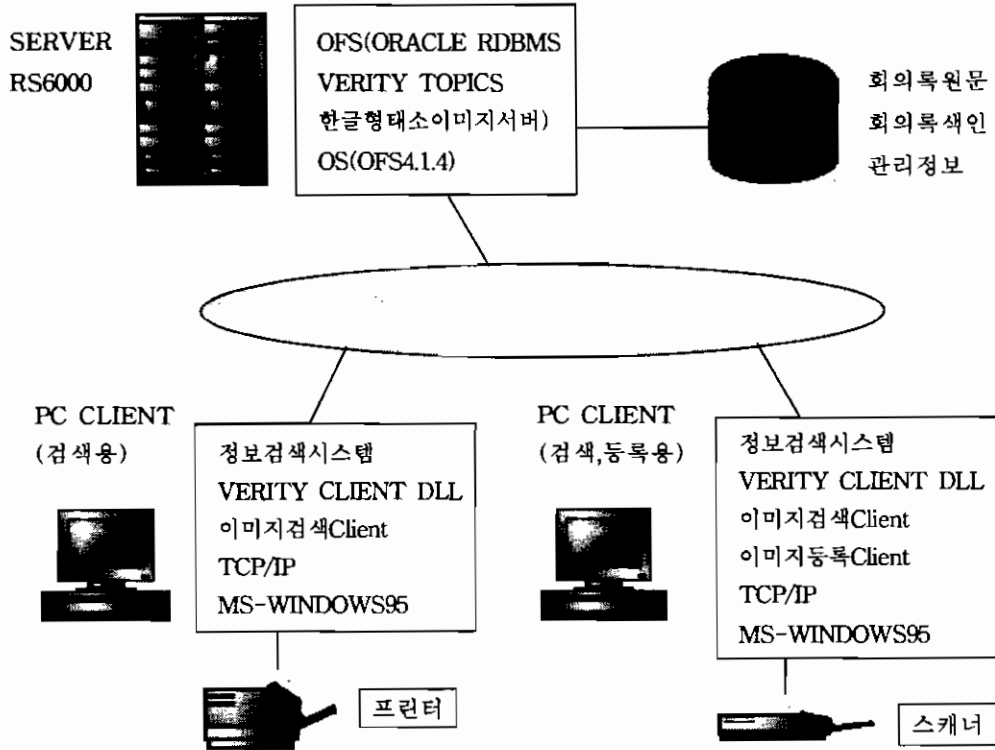 SERVER
RS6000
OFS(ORACLE RDBMS
VERITY TOPICS
한글형태소이미지서버)
OS(OFS4.1.4)
회의록원문
회의록색인
관리정보
PC CLIENT
(검색용)
정보검색시스템
VERITY CLIENT DLL
이미지검색Client
TCP/IP
MS-WINDOWS95
프린터
PC CLIENT
(검색,등록용)
정보검색시스템
VERITY CLIENT DLL
이미지검색Client
이미지등록Client
TCP/IP
MS-WINDOWS95
스캐너